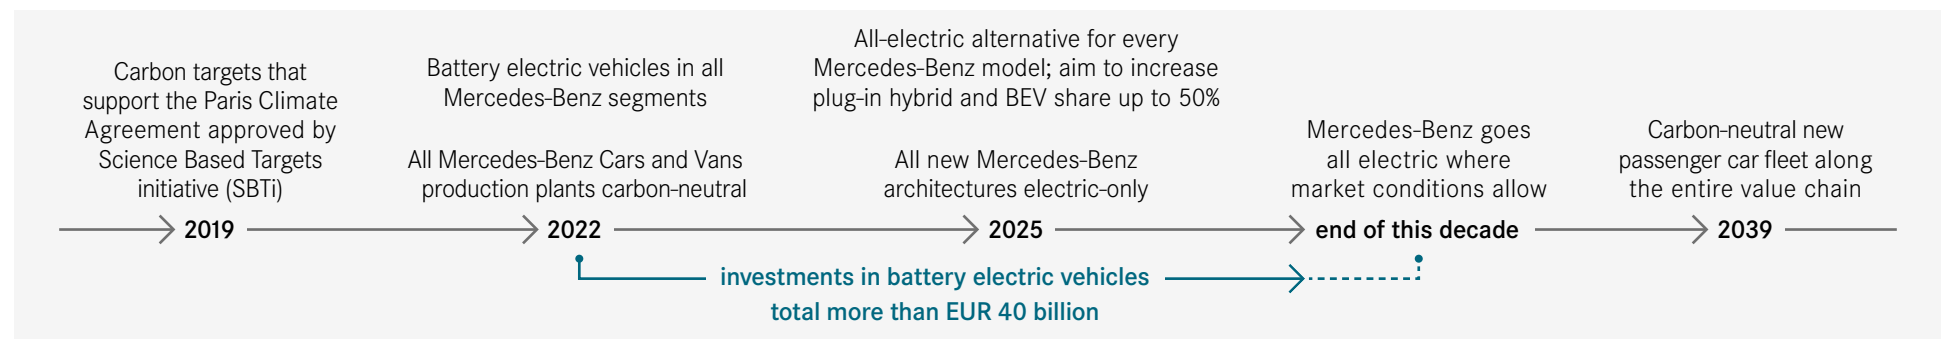 Carbon targets that
support the Paris Climate
Agreement approved by
Science Based Targets
initiative (SBTi)
2019
Battery electric vehicles in all
Mercedes-Benz segments
All Mercedes-Benz Cars and Vans
production plants carbon-neutral
2022
All-electric alternative for every
Mercedes-Benz model; aim to increase
plug-in hybrid and BEV share up to 50%
All new Mercedes-Benz
architectures electric-only
2025
Mercedes-Benz goes
all electric where
market conditions allow
end of this decade
Carbon-neutral new
passenger car fleet along
the entire value chain
2039
investments in battery electric vehicles
total more than EUR 40 billion